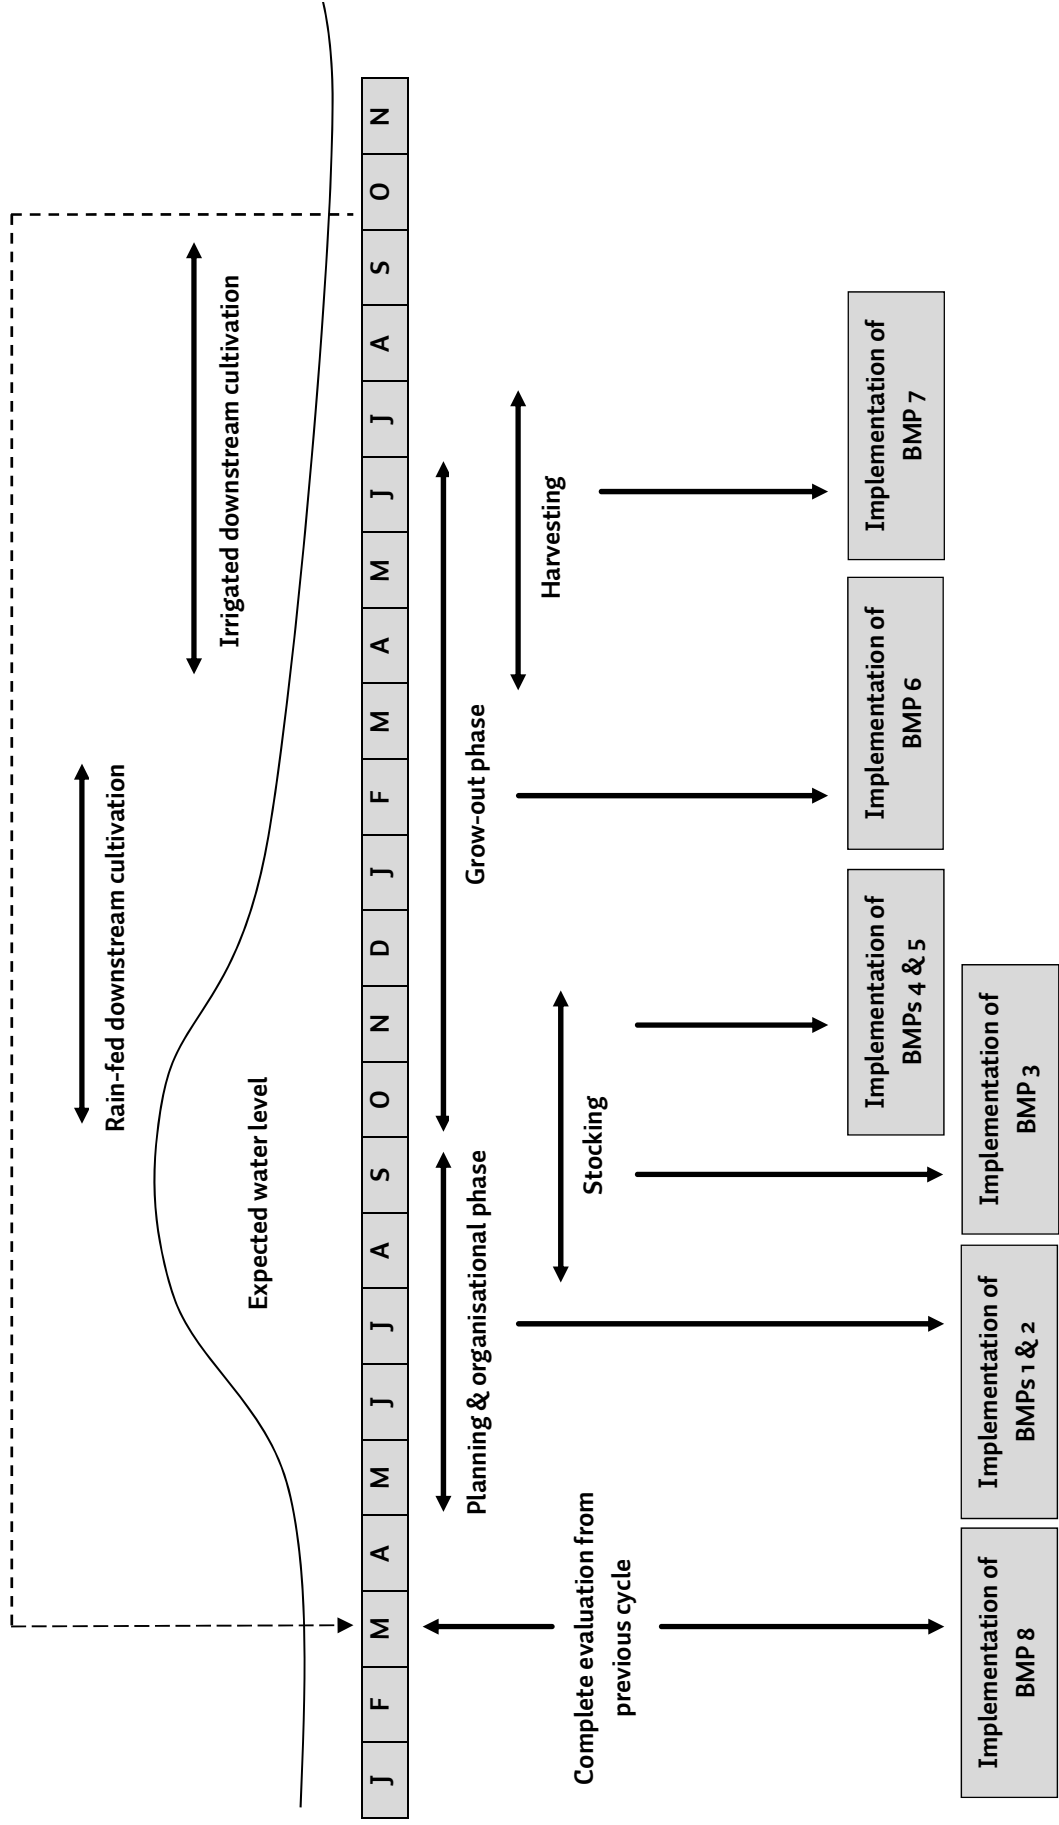 Rain-fed downstream cultivation
Irrigated downstream cultivation
Expected water level
J F M A M J J A S O N D J F M A M J J A S O N
Planning & organisational phase
Grow-out phase
Harvesting
Stocking
Complete evaluation from
previous cycle
Implementation of
BMPs 4 & 5
Implementation of
BMP 6
Implementation of
BMP 7
Implementation of
BMP 8
Implementation of
BMPs 1 & 2
Implementation of
BMP 3